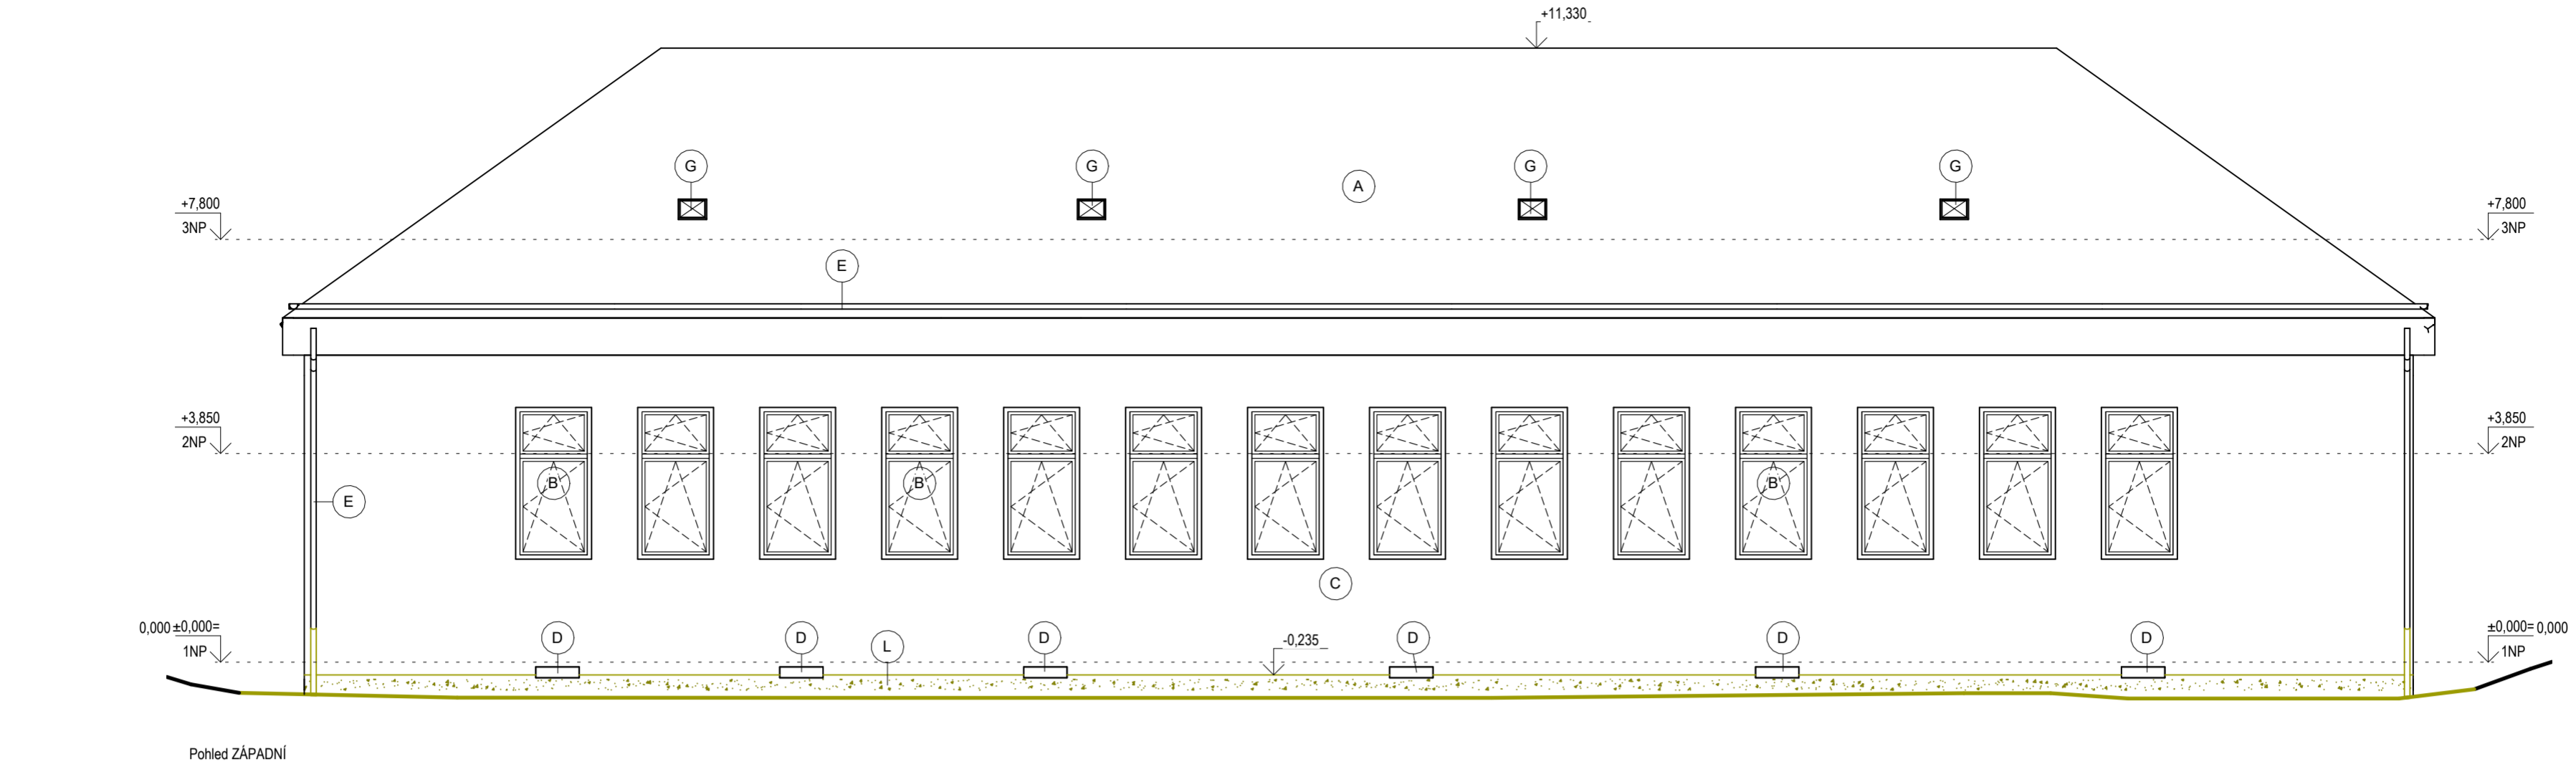 +11,330
G
G
G
G
A
+7,800
3NP
+7,800
3NP
E
+3,850
2NP
+3,850
2NP
B
B
B
E
C
0,000 ±0,000=
1NP
D
D
L
D
-0,235
D
D
D
±0,000= 0,000
1NP
Pohled ZÁPADNÍ